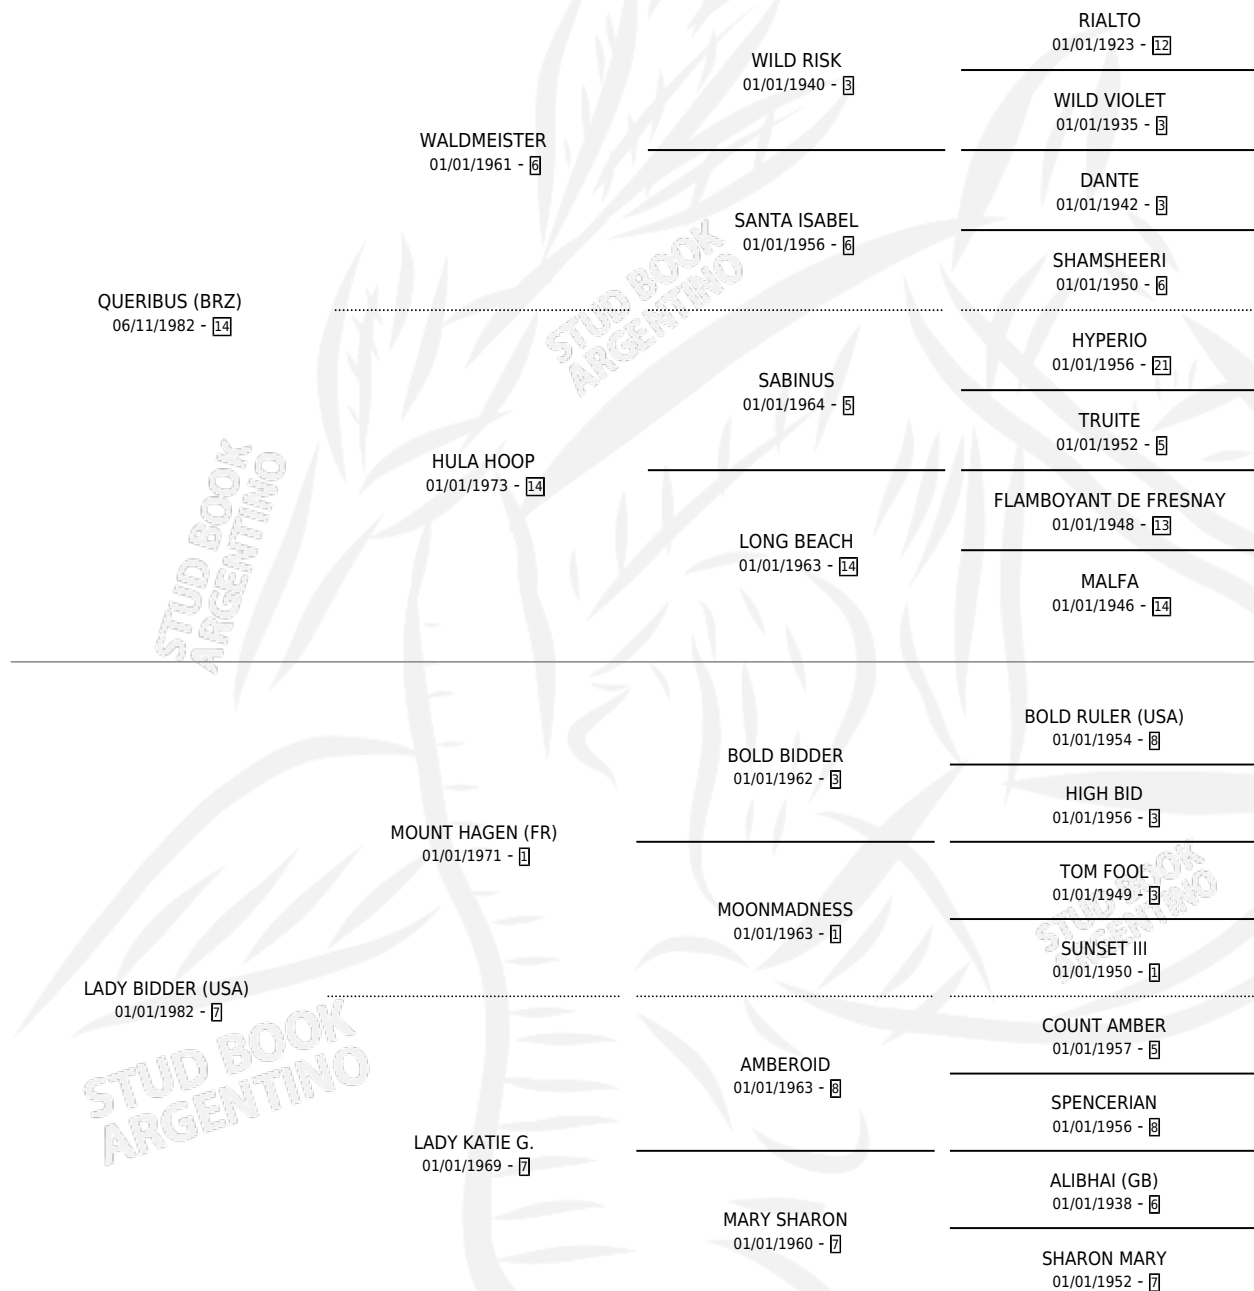 RIALTO
01/01/1923 - 12
WILD RISK
01/01/1940 - 3
WILD VIOLET
01/01/1935 - 3
WALDMEISTER
01/01/1961 - 6
DANTE
01/01/1942 - 3
SANTA ISABEL
01/01/1956 - 6
SHAMSHEERI
01/01/1950 - 6
QUERIBUS (BRZ)
06/11/1982 - 14
STUD BOOK
ARGENTINO
HYPERIO
01/01/1956 - 21
SABINUS
01/01/1964 - 5
TRUITE
01/01/1952 - 5
HULA HOOP
01/01/1973 - 14
FLAMBOYANT DE FRESNAY
01/01/1948 - 13
LONG BEACH
01/01/1963 - 14
MALFA
01/01/1946 - 14
STUD BOOK
ARGENTINO
BOLD RULER (USA)
01/01/1954 - 8
BOLD BIDDER
01/01/1962 - 3
HIGH BID
01/01/1956 - 3
MOUNT HAGEN (FR)
01/01/1971 - 1
TOM FOOL
01/01/1949 - 3
MOONMADNESS
01/01/1963 - 1
SUNSET III
01/01/1950 - 1
STUD BOOK
ARGENTINO
LADY BIDDER (USA)
01/01/1982 - 7
COUNT AMBER
01/01/1957 - 5
AMBEROID
01/01/1963 - 8
SPENCERIAN
01/01/1956 - 8
STUD BOOK
ARGENTINO
LADY KATIE G.
01/01/1969 - 7
ALIBHAI (GB)
01/01/1938 - 6
MARY SHARON
01/01/1960 - 7
SHARON MARY
01/01/1952 - 7